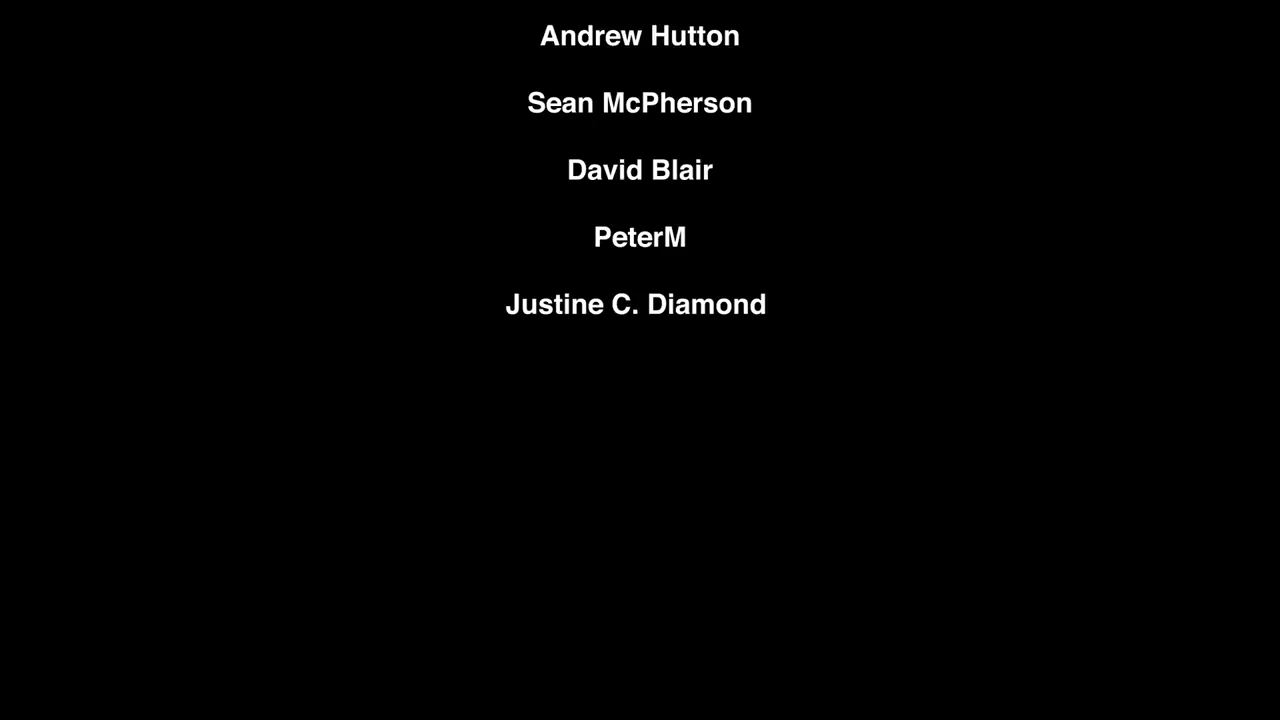 Andrew Hutton
Sean McPherson
David Blair
PeterM
Justine C. Diamond